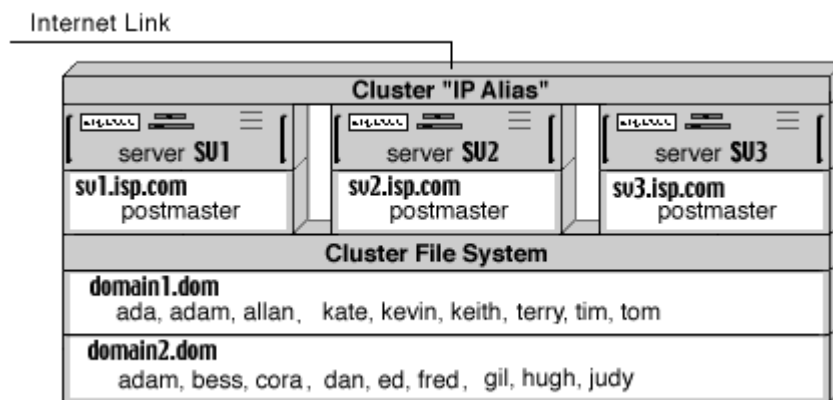 Internet Link
Cluster "IP Alias"
server SV1
server SV2
server SV3
sv1.isp.com
postmaster
sv2.isp.com
postmaster
sv3.isp.com
postmaster
Cluster File System
domain1.dom
ada, adam, allan, kate, kevin, keith, terry, tim, tom
domain2.dom
adam, bess, cora, dan, ed, fred, gil, hugh, judy